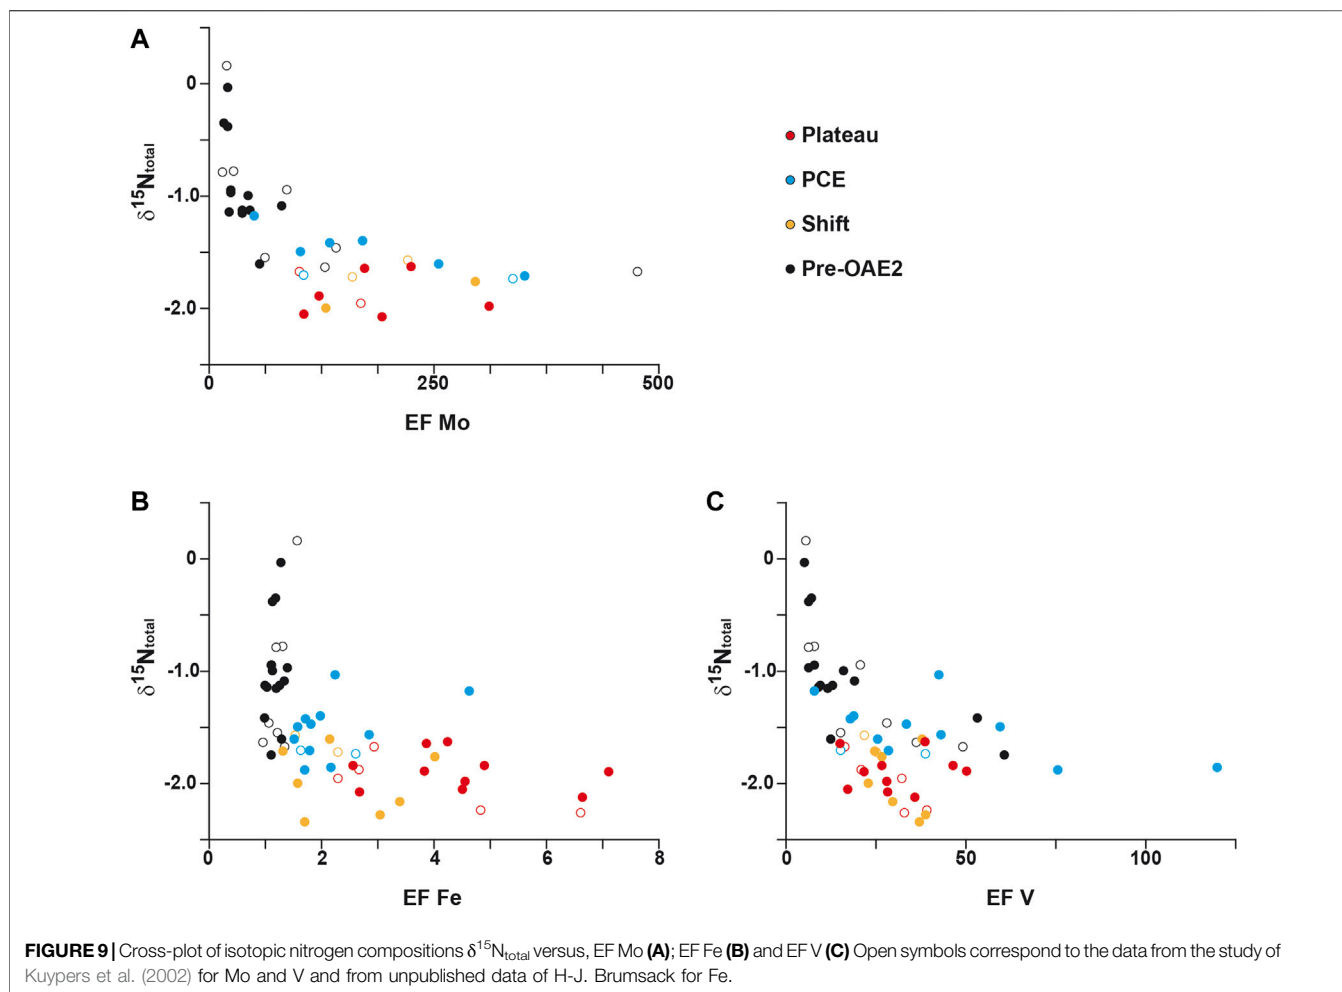 A
0
-1.0
-2.0
δ15Ntotal
0 250 500
EF Mo
Plateau
PCE
Shift
Pre-OAE2
B
0
-1.0
-2.0
δ15Ntotal
0 2 4 6 8
EF Fe
C
0
-1.0
-2.0
δ15Ntotal
0 50 100
EF V
FIGURE 9 | Cross-plot of isotopic nitrogen compositions δ15Ntotal versus, EF Mo (A); EF Fe (B) and EF V (C) Open symbols correspond to the data from the study of
Kuypers et al. (2002) for Mo and V and from unpublished data of H-J. Brumsack for Fe.